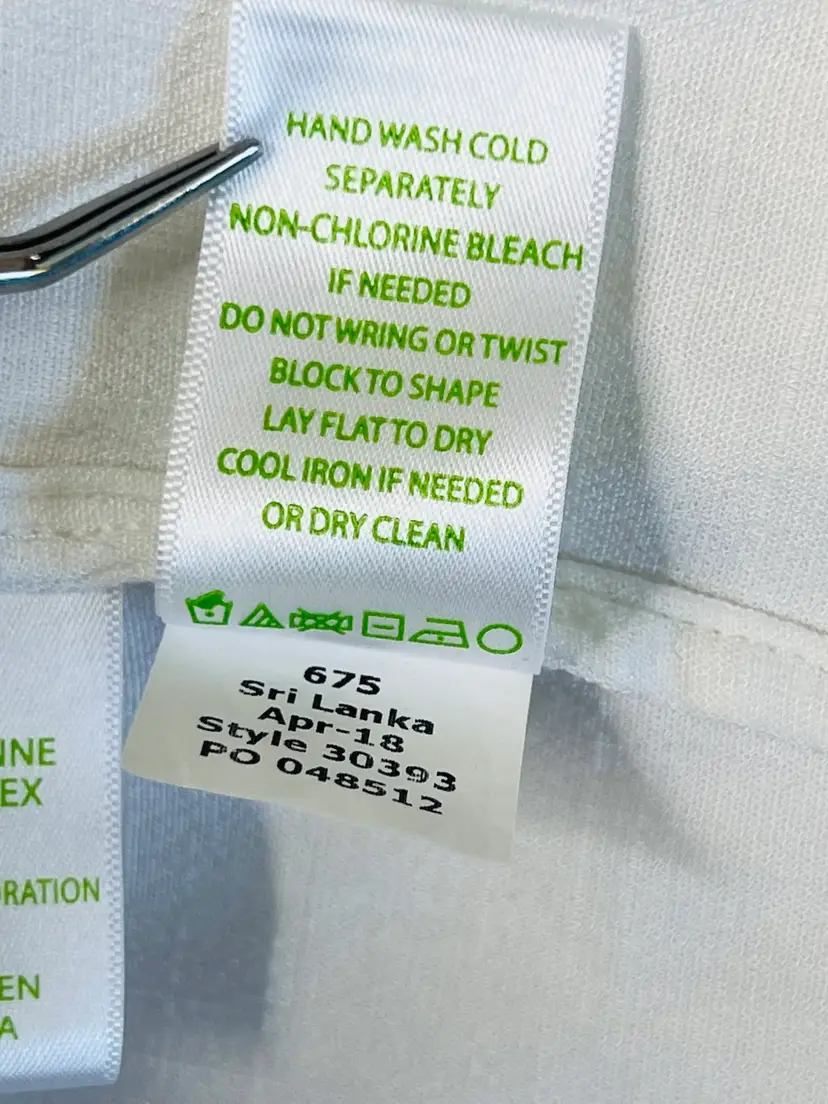 HAND WASH COLD
SEPARATELY
NON-CHLORINE BLEACH
IF NEEDED
DO NOT WRING OR TWIST
BLOCK TO SHAPE
LAY FLAT TO DRY
COOL IRON IF NEEDED
OR DRY CLEAN
675
Sri Lanka
Apr-18
Style 30393
PO 048512
NNE
EX
RATION
EN
A